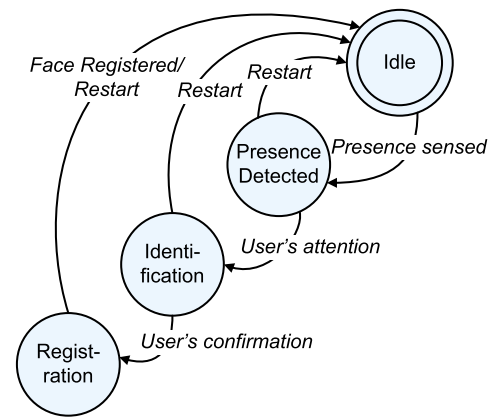 Idle
Face Registered/
Restart
Restart
Restart
Presence sensed
Presence
Detected
User's attention
Identi-
fication
User's confirmation
Regist-
ration